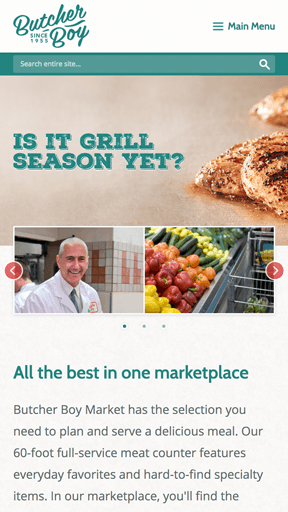 Butcher
SINCE
1955
Boy
Main Menu
Search entire site...
IS IT GRILL
SEASON YET?
All the best in one marketplace
Butcher Boy Market has the selection you
need to plan and serve a delicious meal. Our
60-foot full-service meat counter features
everyday favorites and hard-to-find specialty
items. In our marketplace, you'll find the